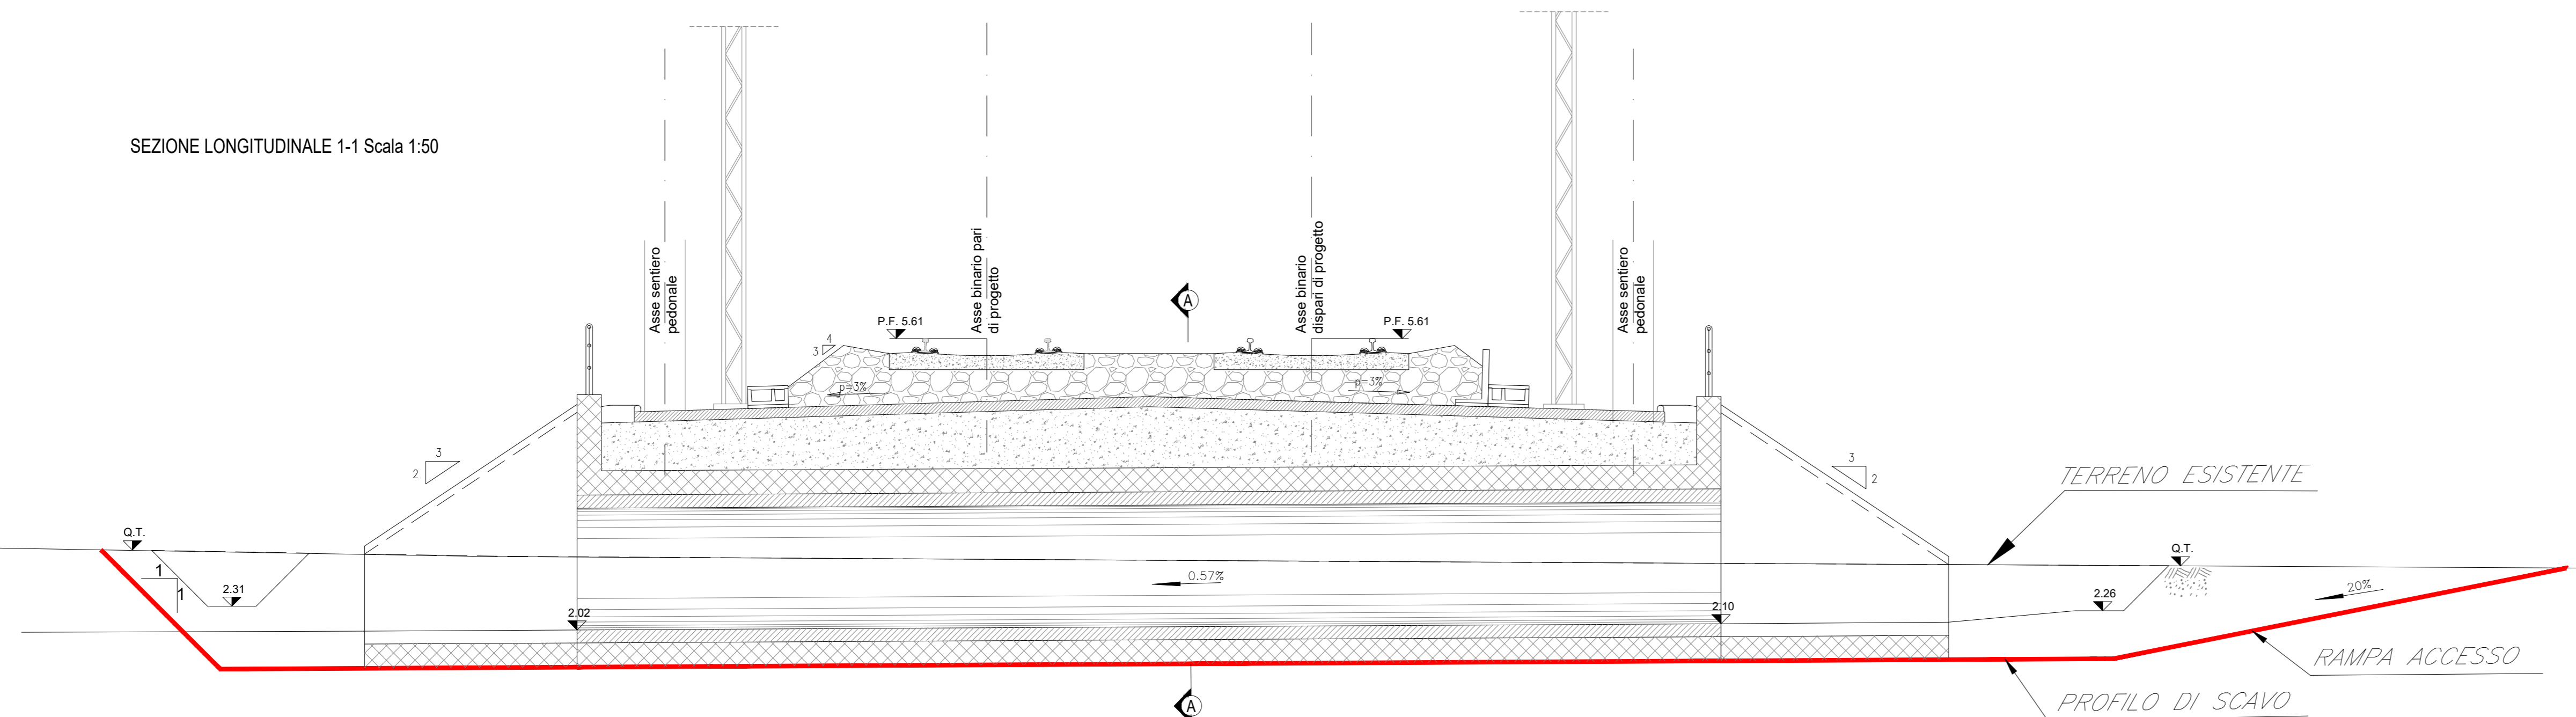 SEZIONE LONGITUDINALE 1-1 Scala 1:50
Asse sentiero
pedonale
Asse binario pari
di progetto
Asse binario
dispari di progetto
Asse sentiero
pedonale
A
P.F. 5.61
P.F. 5.61
4
3
p=3%
p=3%
3
2
3
2
TERRENO ESISTENTE
Q.T.
Q.T.
1
1
2.31
0.57%
20%
2.26
2.02
2.10
RAMPA ACCESSO
PROFILO DI SCAVO
A